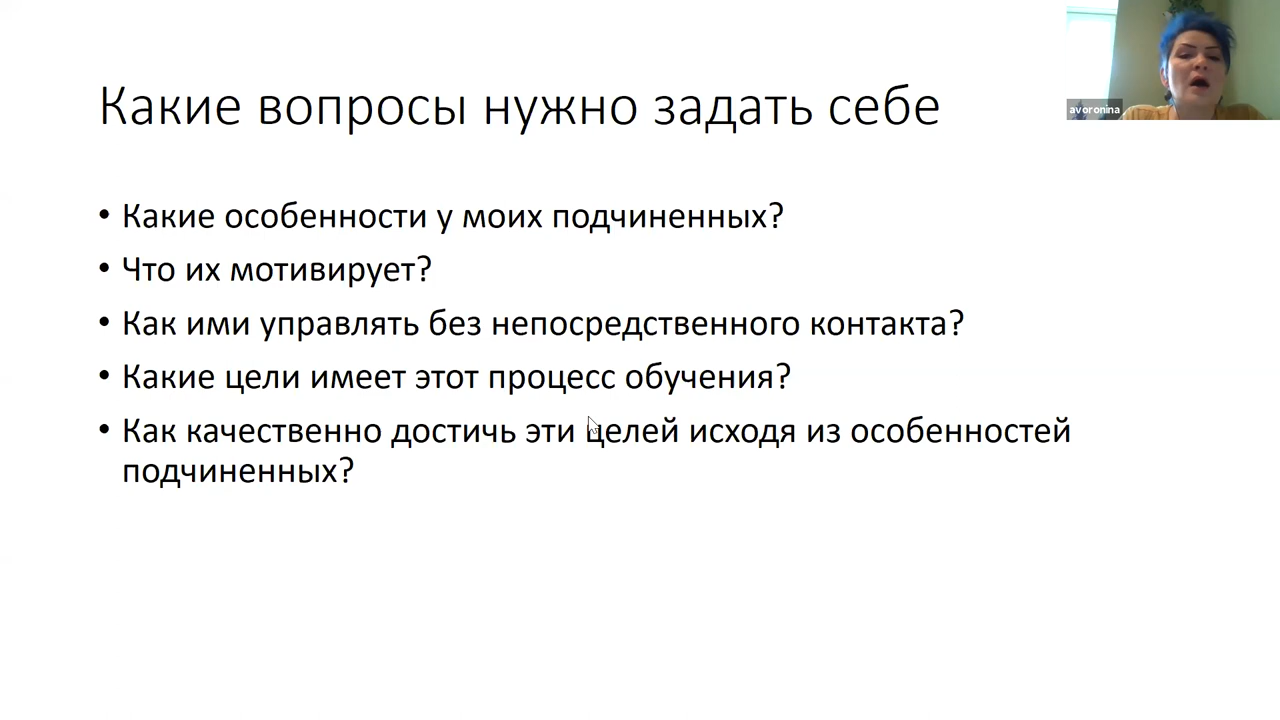 Какие вопросы нужно задать себе
avoronina
• Какие особенности у моих подчиненных?
• Что их мотивирует?
• Как ими управлять без непосредственного контакта?
• Какие цели имеет этот процесс обучения?
• Как качественно достичь эти целей исходя из особенностей
подчиненных?